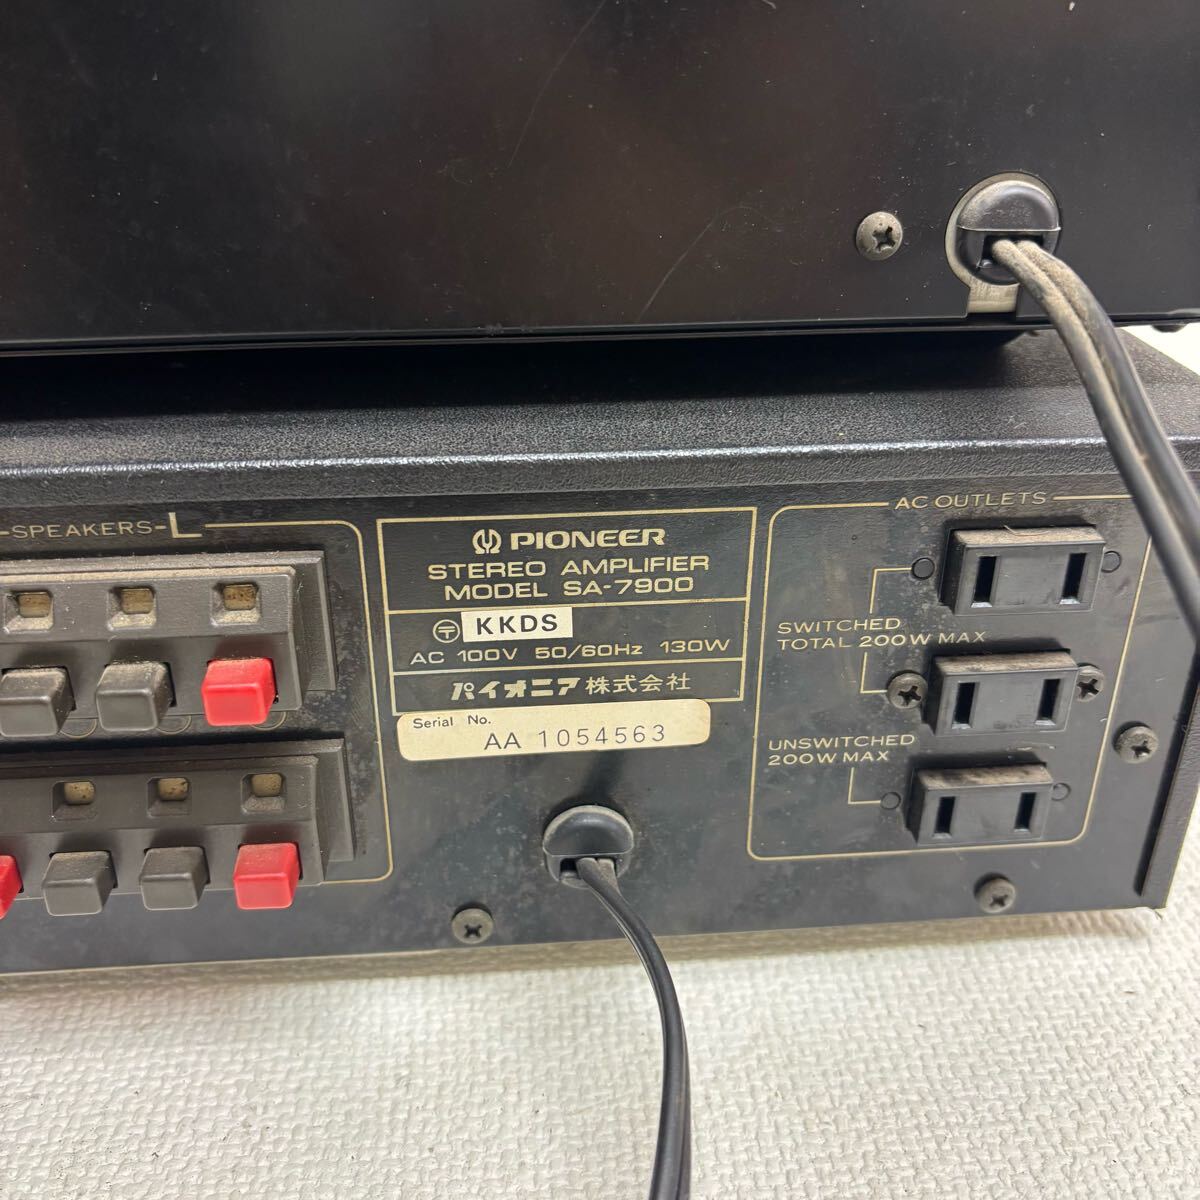 SPEAKERS-L
PIONEER
STEREO AMPLIFIER
MODEL SA-7900
〒 KKDS
AC 100V 50/60Hz 130W
パイオニア株式会社
Serial No.
AA 1054563
AC OUTLETS
SWITCHED
TOTAL 200W MAX
UNSWITCHED
200W MAX